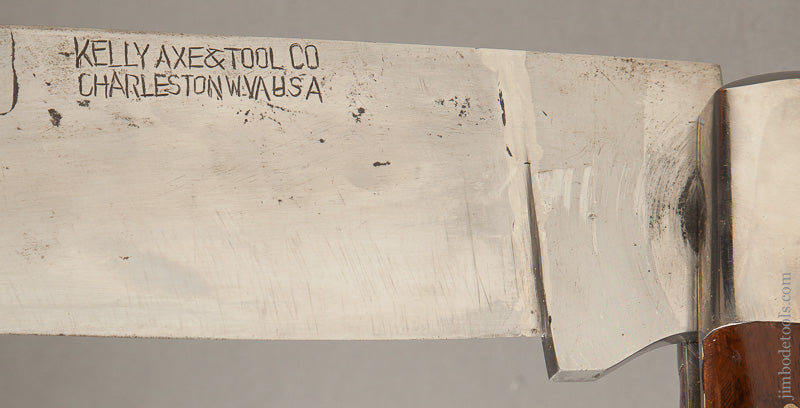 KELLY AXE & TOOL CO
CHARLESTON W.VA U S A
jimbodetools.com